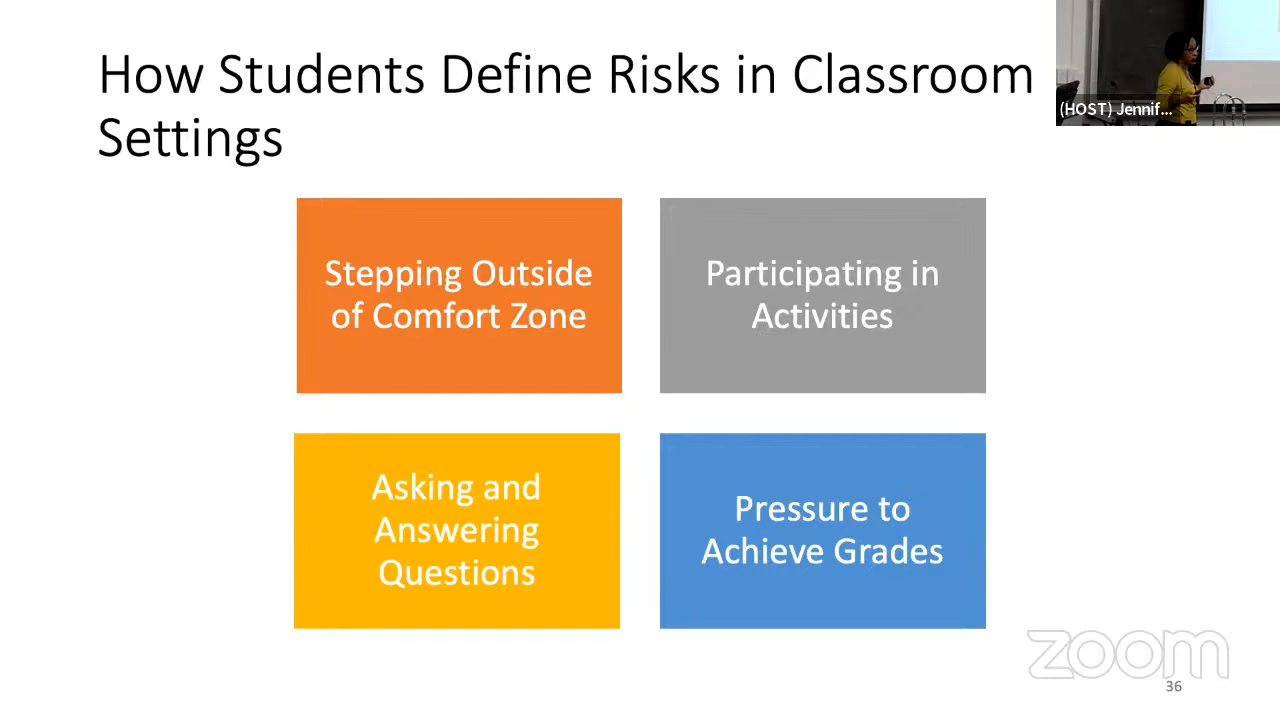 How Students Define Risks in Classroom
Settings
(HOST) Jennif...
Stepping Outside
of Comfort Zone
Participating in
Activities
Asking and
Answering
Questions
Pressure to
Achieve Grades
zoom
36